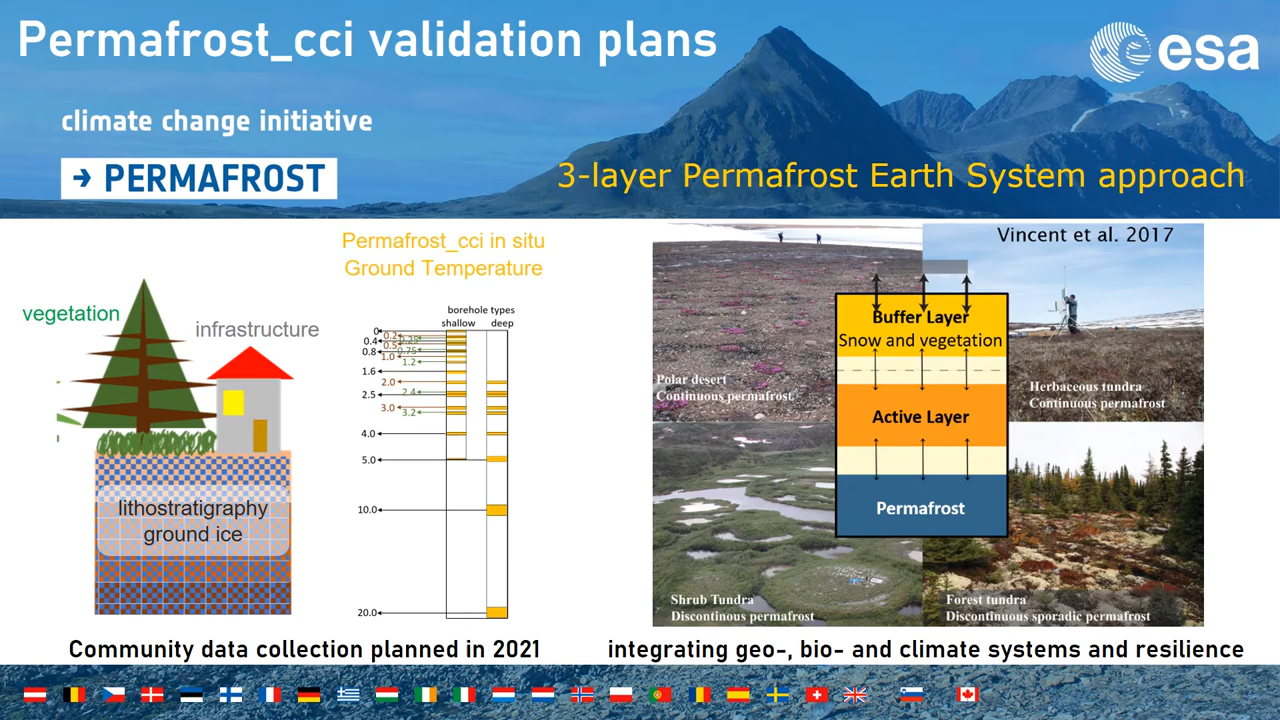 Permafrost_cci validation plans
esa
climate change initiative
→ PERMAFROST
3-layer Permafrost Earth System approach
Permafrost_cci in situ
Ground Temperature
vegetation
infrastructure
lithostratigraphy
ground ice
borehole types
shallow
deep
0
0.2
0.4
0.5
0.75
0.8
1.0
1.2
1.6
2.0
2.4
2.5
3.0
3.2
4.0
5.0
10.0
20.0
Vincent et al. 2017
Buffer Layer
Snow and vegetation
Active Layer
Permafrost
Polar desert
Continuous permafrost
Herbaceous tundra
Continuous permafrost
Shrub Tundra
Discontinous permafrost
Forest tundra
Discontinuous sporadic permafrost
Community data collection planned in 2021
integrating geo-, bio- and climate systems and resilience